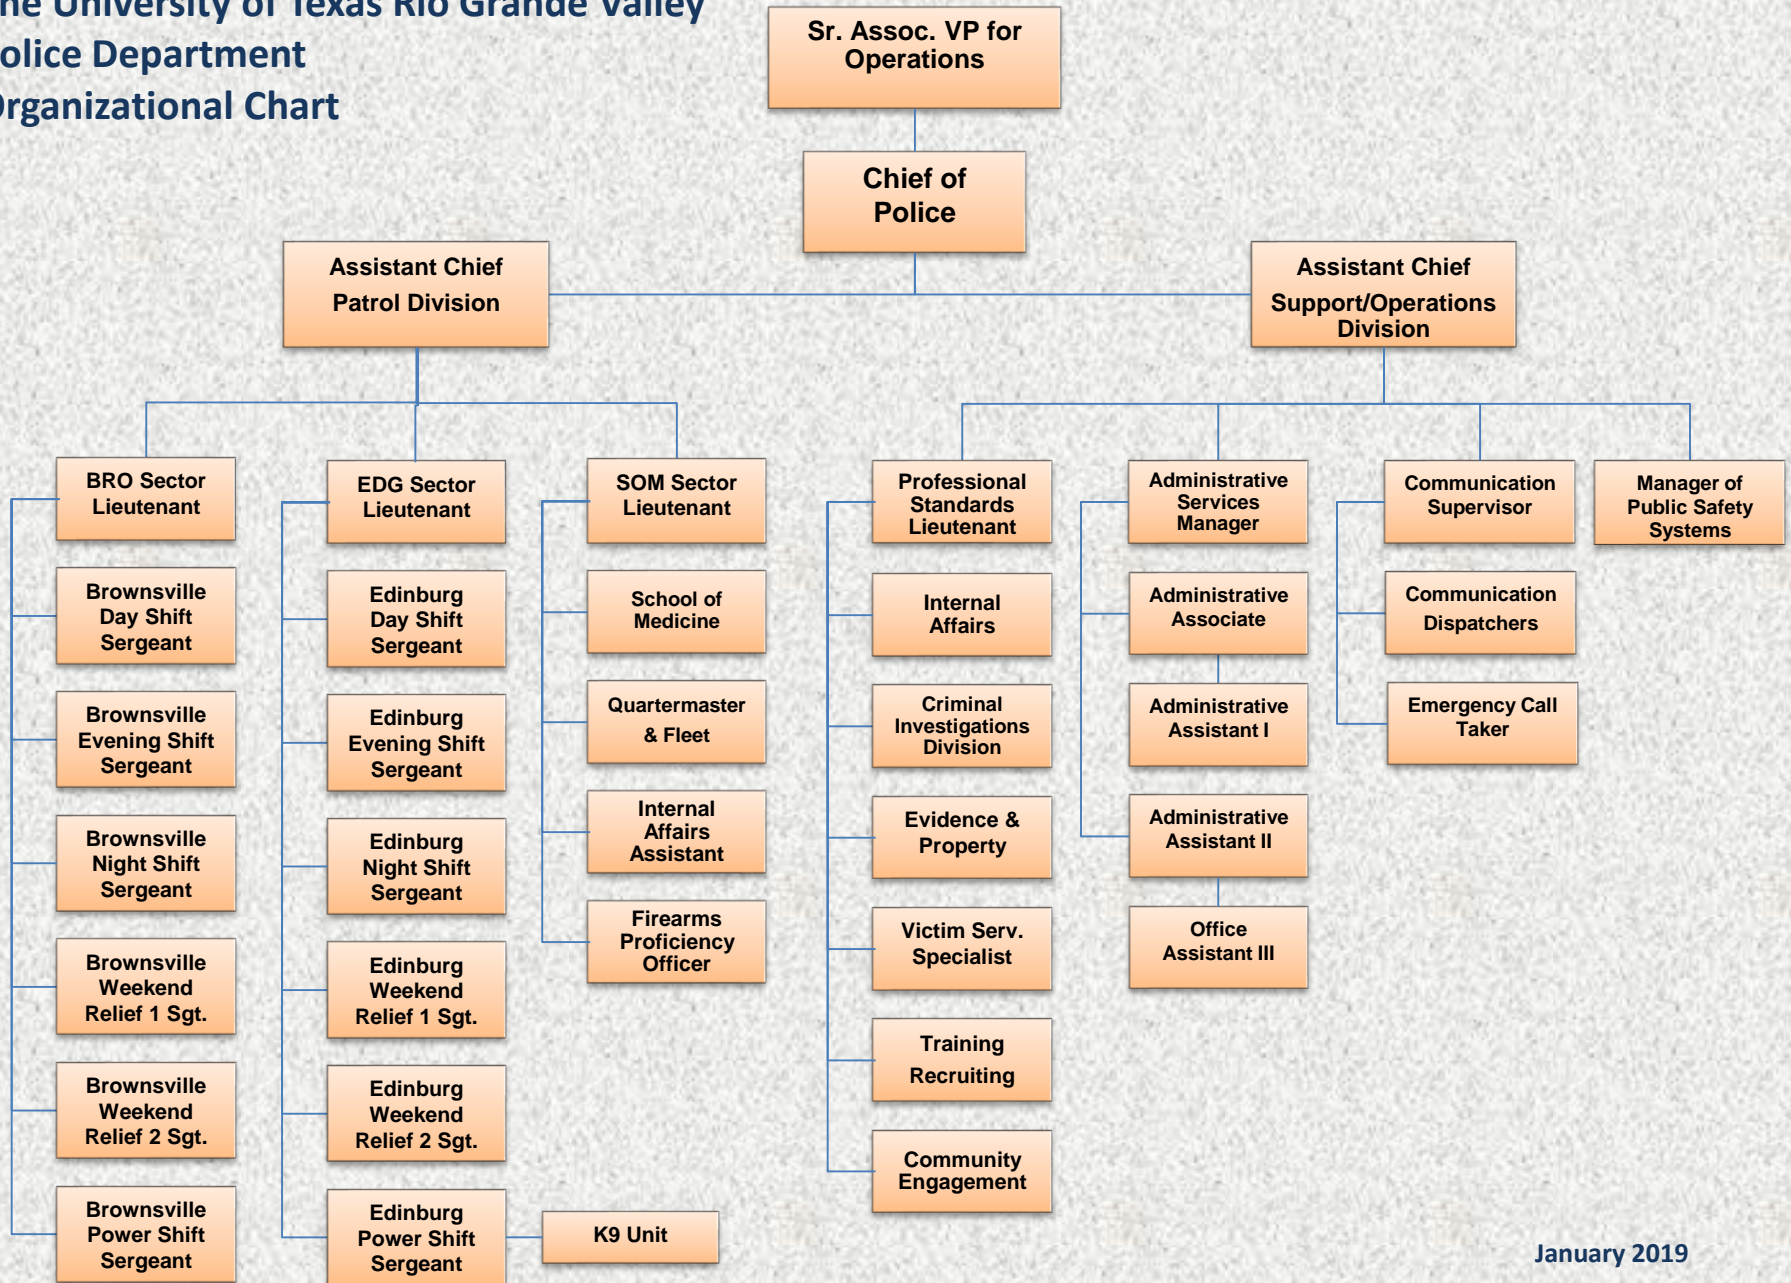 he University of Texas Rio Grande Valley
olice Department
rganizational Chart
Sr. Assoc. VP for
Operations
Chief of
Police
Assistant Chief
Patrol Division
Assistant Chief
Support/Operations
Division
BRO Sector
Lieutenant
Brownsville
Day Shift
Sergeant
Brownsville
Evening Shift
Sergeant
Brownsville
Night Shift
Sergeant
Brownsville
Weekend
Relief 1 Sgt.
Brownsville
Weekend
Relief 2 Sgt.
Brownsville
Power Shift
Sergeant
EDG Sector
Lieutenant
Edinburg
Day Shift
Sergeant
Edinburg
Evening Shift
Sergeant
Edinburg
Night Shift
Sergeant
Edinburg
Weekend
Relief 1 Sgt.
Edinburg
Weekend
Relief 2 Sgt.
Edinburg
Power Shift
Sergeant
K9 Unit
SOM Sector
Lieutenant
School of
Medicine
Quartermaster
& Fleet
Internal
Affairs
Assistant
Firearms
Proficiency
Officer
Professional
Standards
Lieutenant
Internal
Affairs
Criminal
Investigations
Division
Evidence &
Property
Victim Serv.
Specialist
Training
Recruiting
Community
Engagement
Administrative
Services
Manager
Administrative
Associate
Administrative
Assistant I
Administrative
Assistant II
Office
Assistant III
Communication
Supervisor
Communication
Dispatchers
Emergency Call
Taker
Manager of
Public Safety
Systems
January 2019